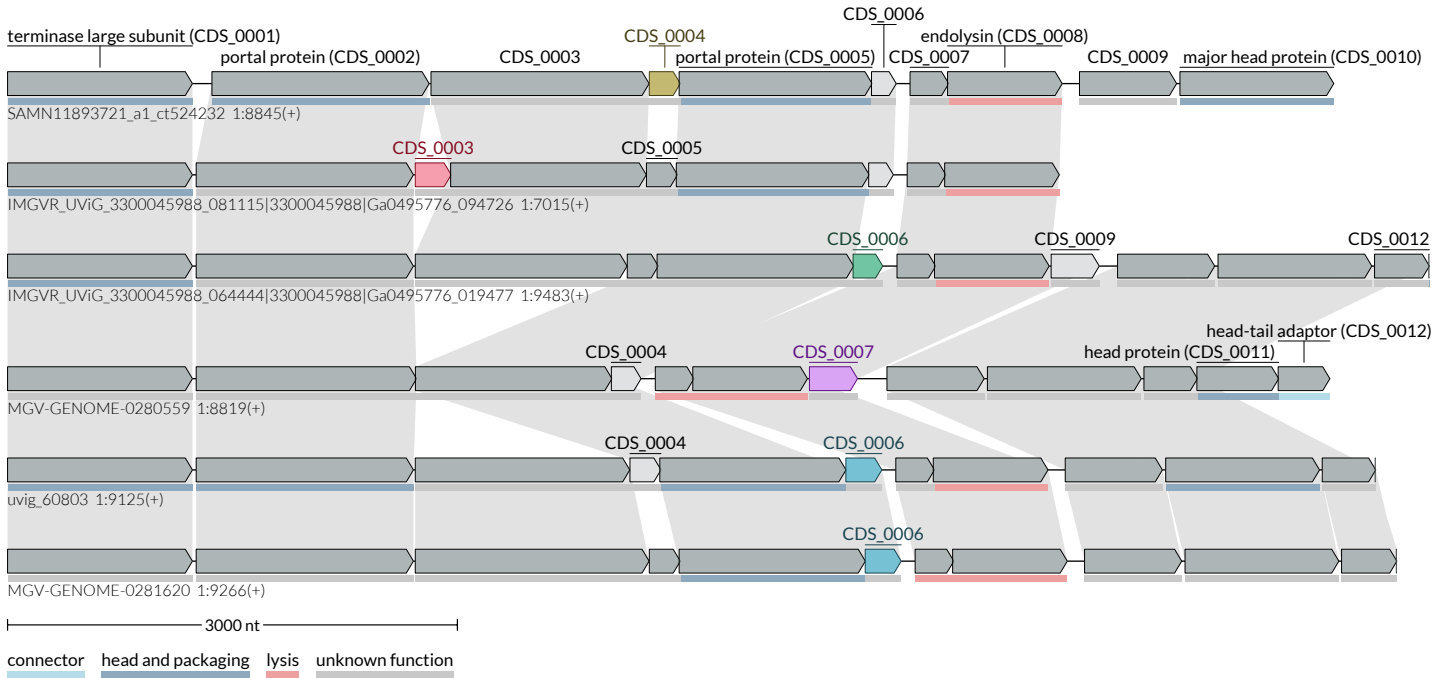 CDS_0006
terminase large subunit (CDS_0001) CDS_0004 endolysin (CDS_0008)
portal protein (CDS_0002) CDS_0003 portal protein (CDS_0005) CDS_0007 CDS_0009 major head protein (CDS_0010)
SAMN11893721_a1_ct524232 1:8845(+)
CDS_0003 CDS_0005
IMGVR_UViG_3300045988_081115|3300045988|Ga0495776_094726 1:7015(+)
CDS_0006 CDS_0009 CDS_0012
IMGVR_UViG_3300045988_064444|3300045988|Ga0495776_019477 1:9483(+)
head-tail adaptor (CDS_0012)
CDS_0004 CDS_0007 head protein (CDS_0011)
MGV-GENOME-0280559 1:8819(+)
CDS_0004 CDS_0006
uvig_60803 1:9125(+)
CDS_0006
MGV-GENOME-0281620 1:9266(+)
3000 nt
connector head and packaging lysis unknown function